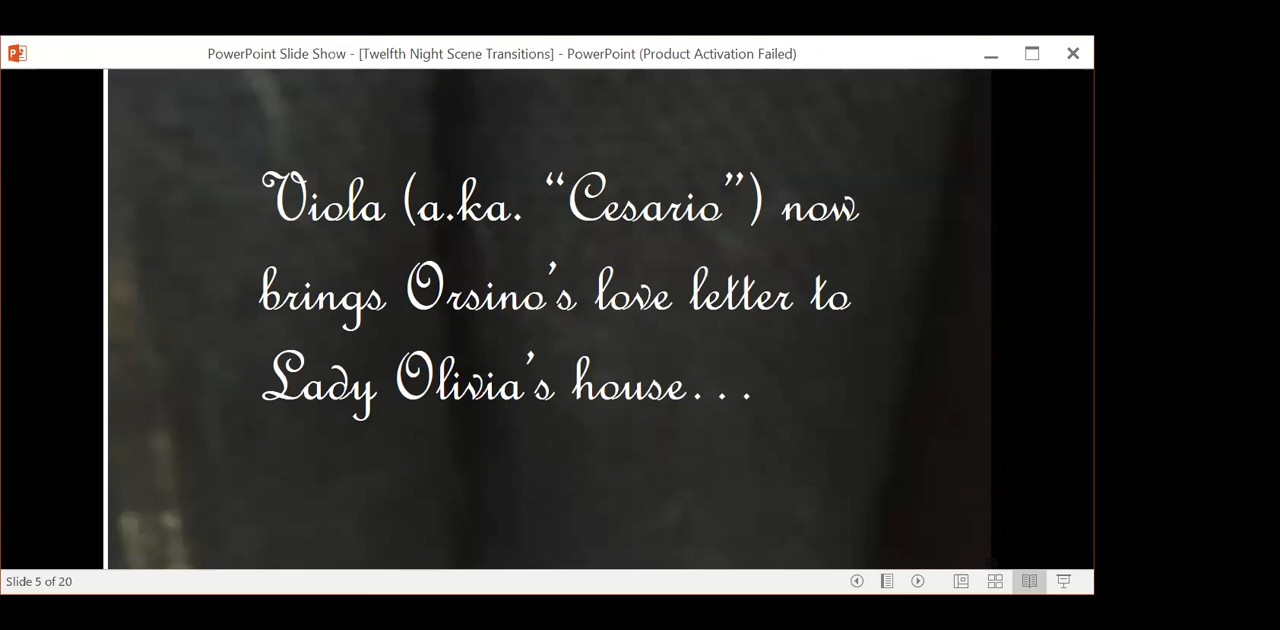 PowerPoint Slide Show - [Twelfth Night Scene Transitions] - PowerPoint (Product Activation Failed)
Viola (a.ka. “Cesario”) now
brings Orsino’s love letter to
Lady Olivia’s house...
Slide 5 of 20